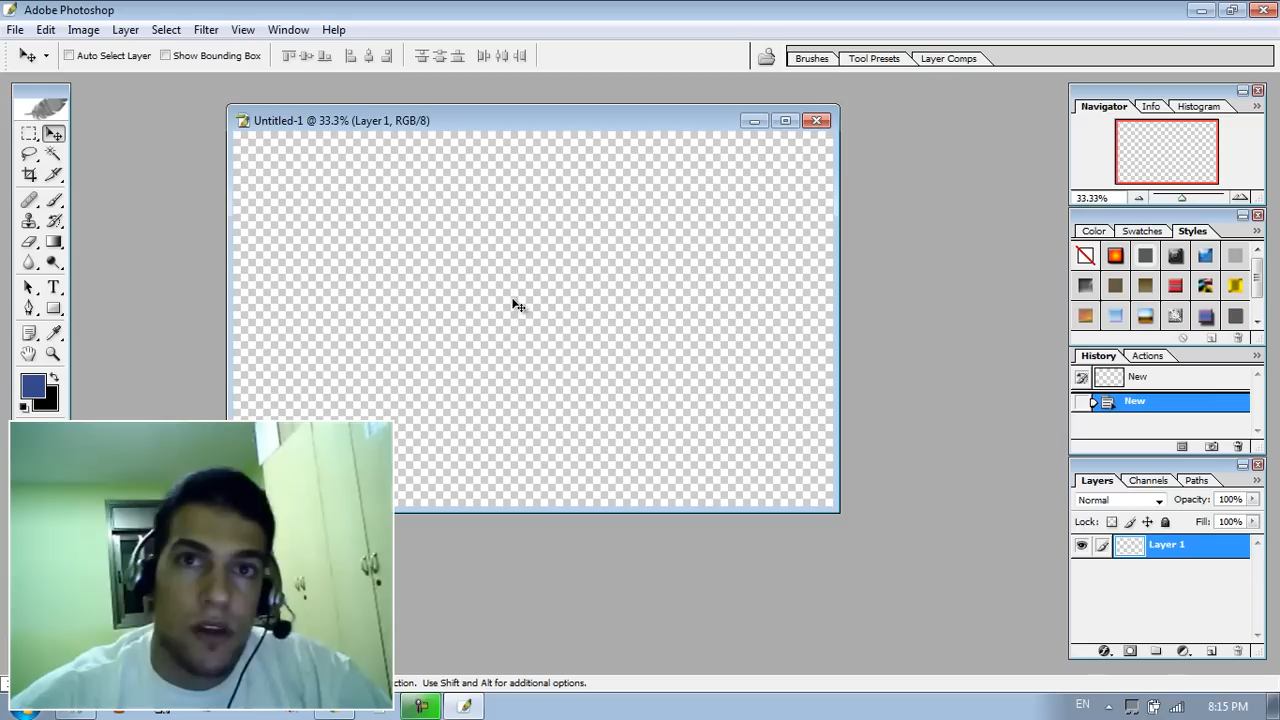 Adobe Photoshop
File Edit Image Layer Select Filter View Window Help
Auto Select Layer Show Bounding Box
Brushes Tool Presets Layer Comps
Untitled-1 @ 33.3% (Layer 1, RGB/8)
Navigator Info Histogram
33.33%
Color Swatches Styles
History Actions
New
New
Layers Channels Paths
Normal Opacity: 100%
Lock: Fill: 100%
Layer 1
ction. Use Shift and Alt for additional options.
EN 8:15 PM